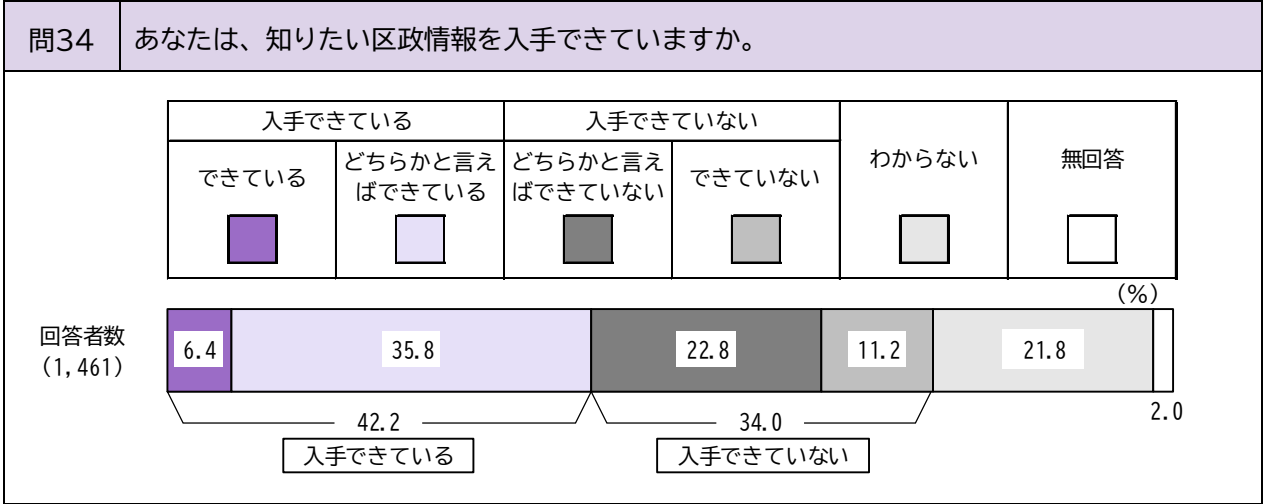 問34 あなたは、知りたい区政情報を入手できていますか。
入手できている 入手できていない わからない 無回答
できている どちらかと言え
ばできている どちらかと言え
ばできていない できていない
(%)
回答者数
(1,461)
6.4 35.8 22.8 11.2 21.8
2.0
42.2 34.0
入手できている 入手できていない